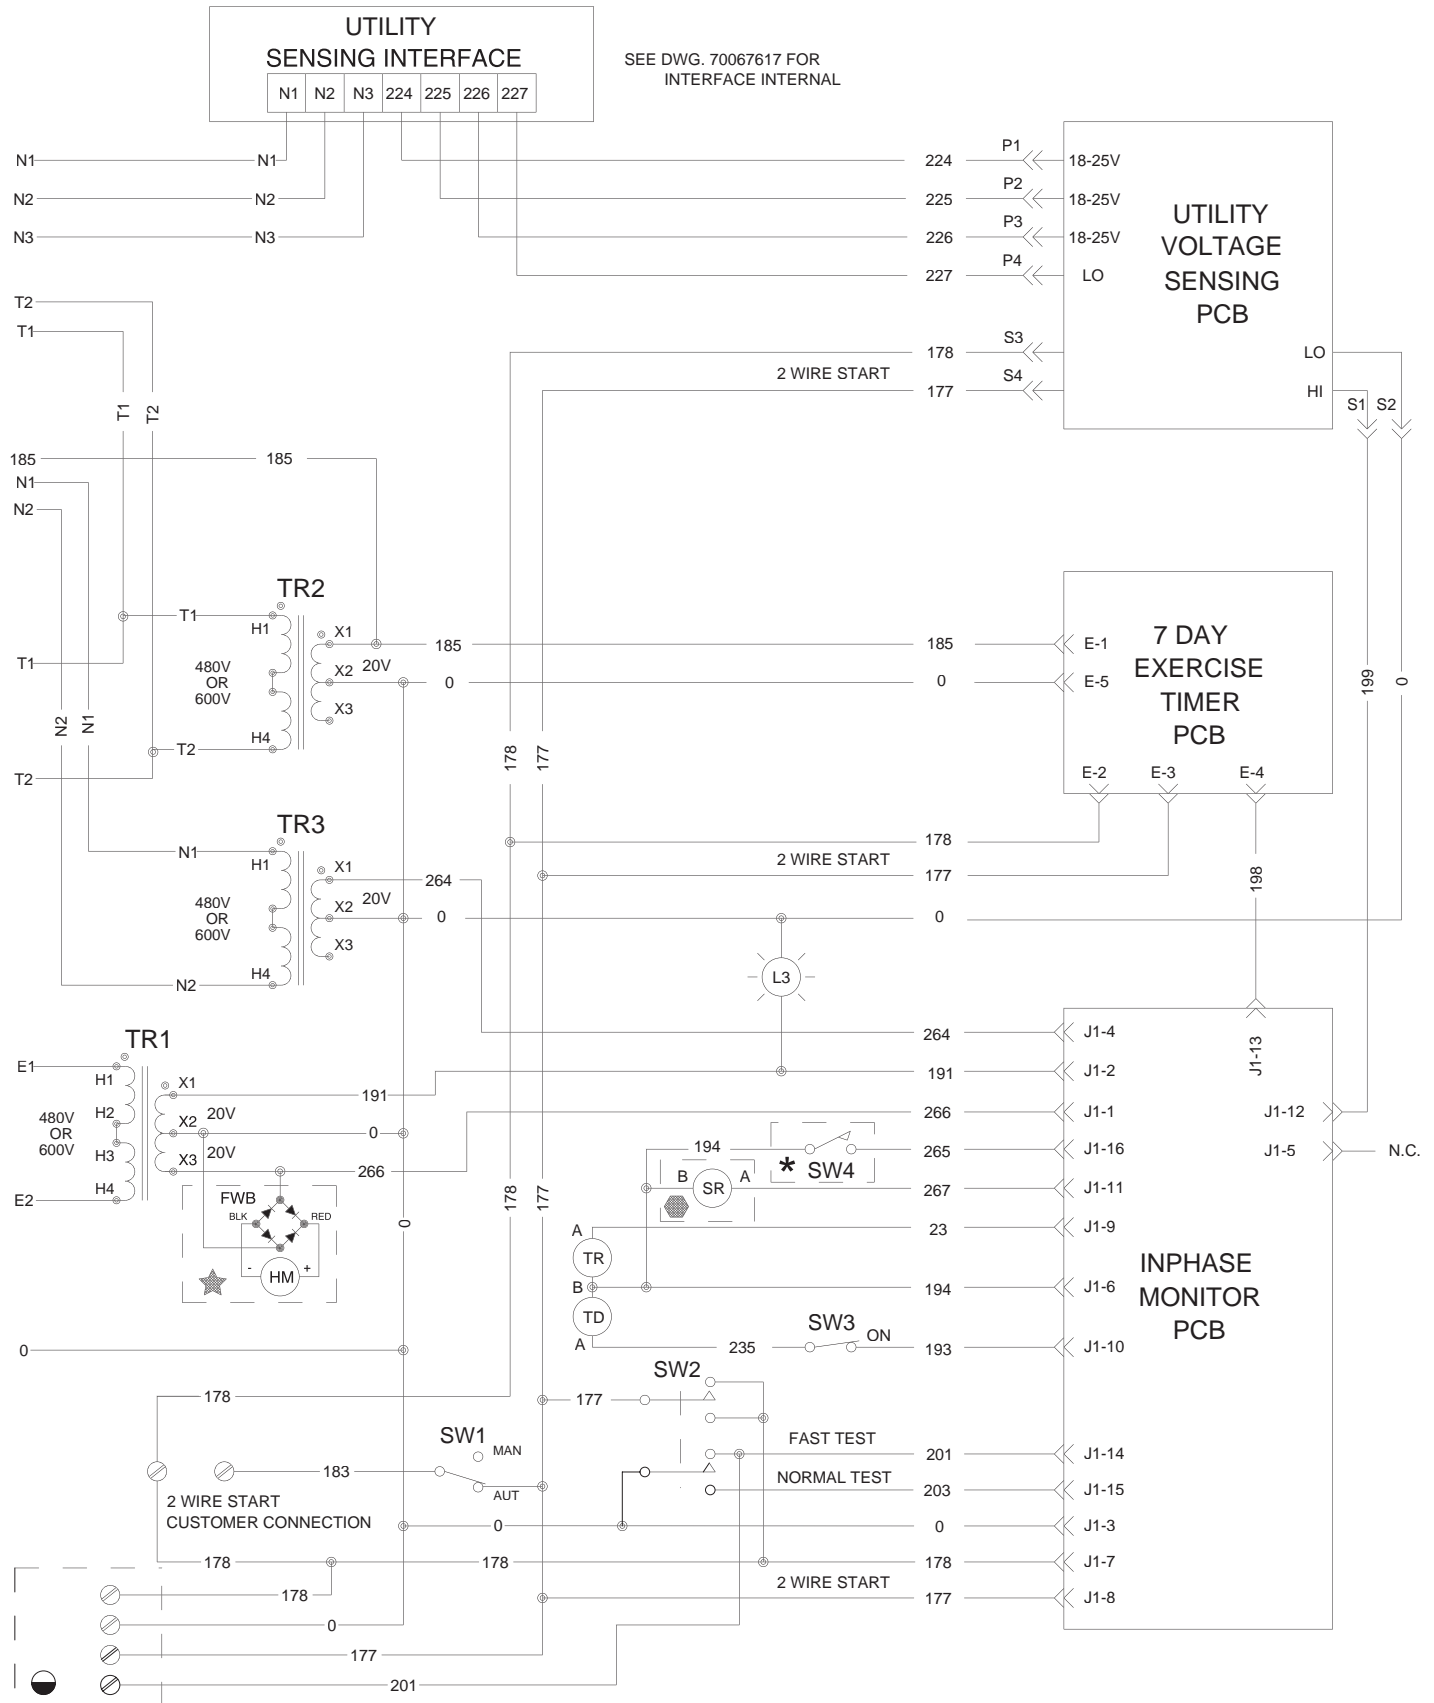 UTILITY
SENSING INTERFACE
N1 N2 N3 224 225 226 227
SEE DWG. 70067617 FOR
INTERFACE INTERNAL
N1 N1 224 P1 18-25V
N2 N2 225 P2 18-25V
N3 N3 226 P3 18-25V
227 P4 LO
UTILITY
VOLTAGE
SENSING
PCB
T2
T1
178 S3 LO
2 WIRE START
177 S4 HI
S1 S2
T1 T2
185 185
N1
N2
TR2
T1 H1 X1 185 185 E-1
T1
480V
OR
600V
X2 20V 0 0 E-5
X3
T2 H4
T2
7 DAY
EXERCISE
TIMER
PCB
E-2 E-3 E-4
199 0
N2 N1
178 177
TR3
N1 H1 X1 264
480V
OR
600V
X2 20V 0
X3
N2 H4
178
2 WIRE START
177
0
198
L3
TR1
E1 H1 X1 191
480V
OR
600V
H2 X2 20V 0
H3 X3 20V 266
H4
E2
FWB
BLK RED
- HM +
178 177
0
264 J1-4
J1-13
191 J1-2
266 J1-1 J1-12
194 265 J1-16 J1-5 N.C.
* SW4
B SR A 267 J1-11
A 23 J1-9
TR
B 194 J1-6
TD
A 235 SW3 ON 193 J1-10
INPHASE
MONITOR
PCB
0
SW2
178 177
SW1
MAN
FAST TEST 201 J1-14
183
AUT
NORMAL TEST 203 J1-15
2 WIRE START
CUSTOMER CONNECTION
0 0 J1-3
178 178 178 J1-7
2 WIRE START
178 177 J1-8
0
177
201